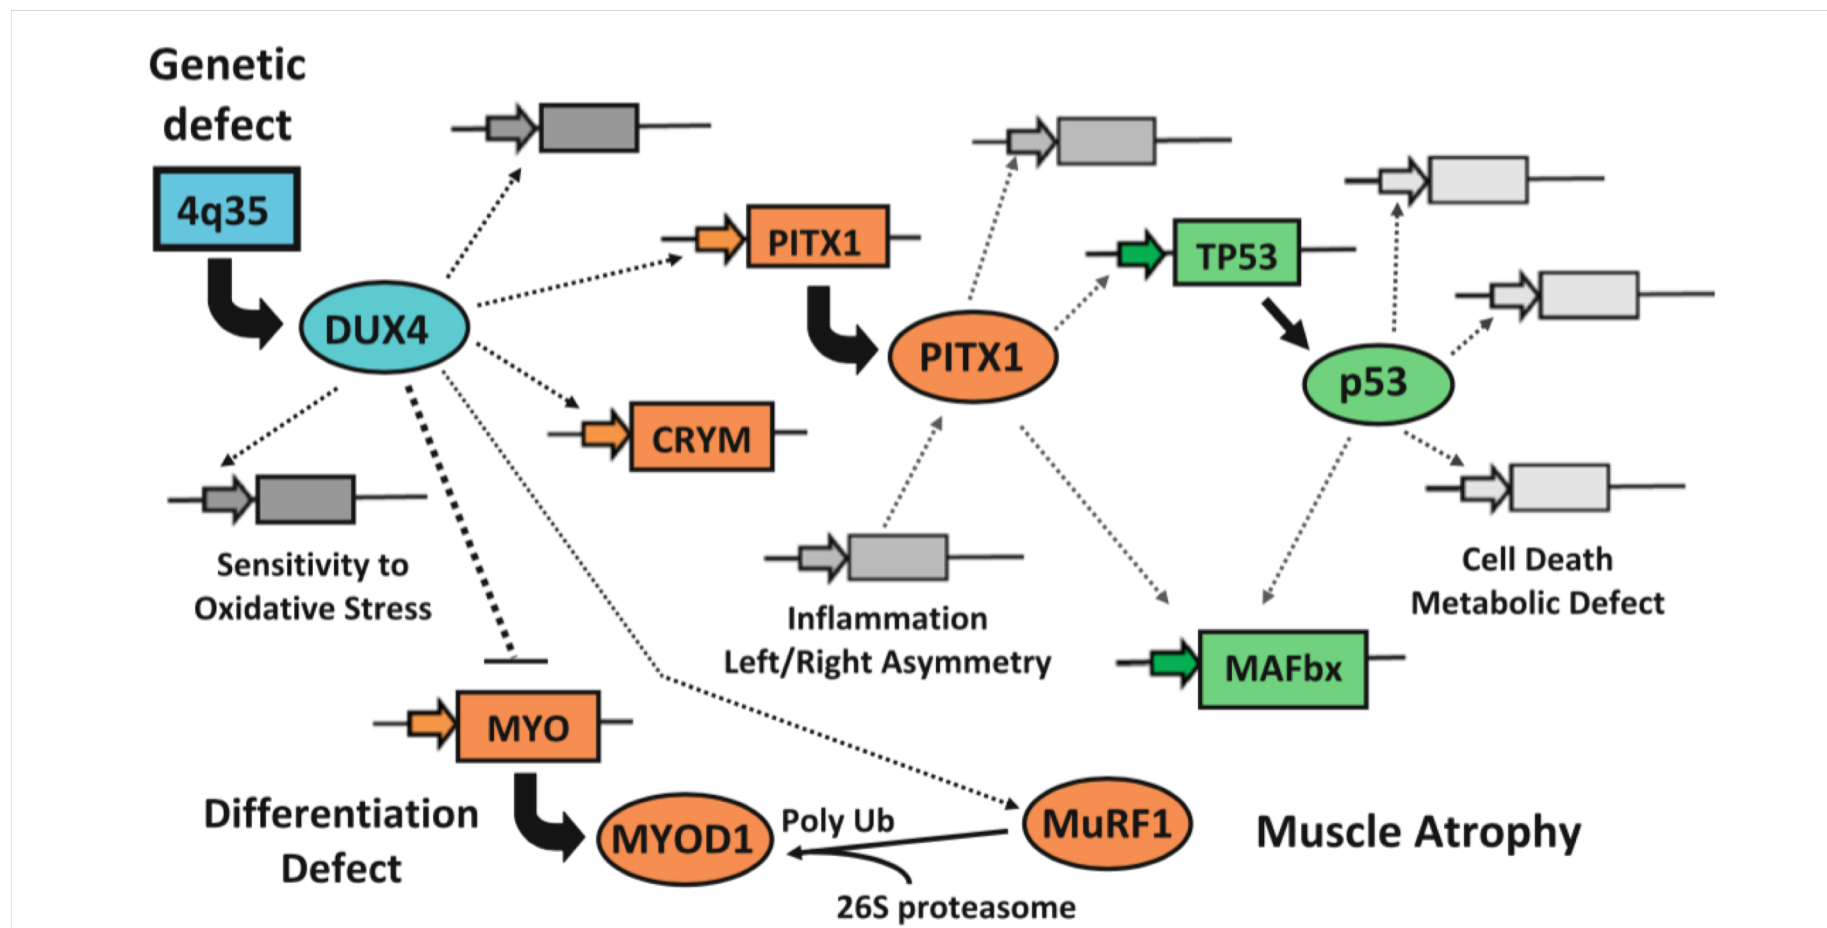 Genetic
defect
4q35
DUX4
PITX1
CRYM
PITX1
TP53
p53
Sensitivity to
Oxidative Stress
Inflammation
Left/Right Asymmetry
Cell Death
Metabolic Defect
MAFbx
MYO
Differentiation
Defect
MYOD1
Poly Ub
26S proteasome
MuRF1
Muscle Atrophy